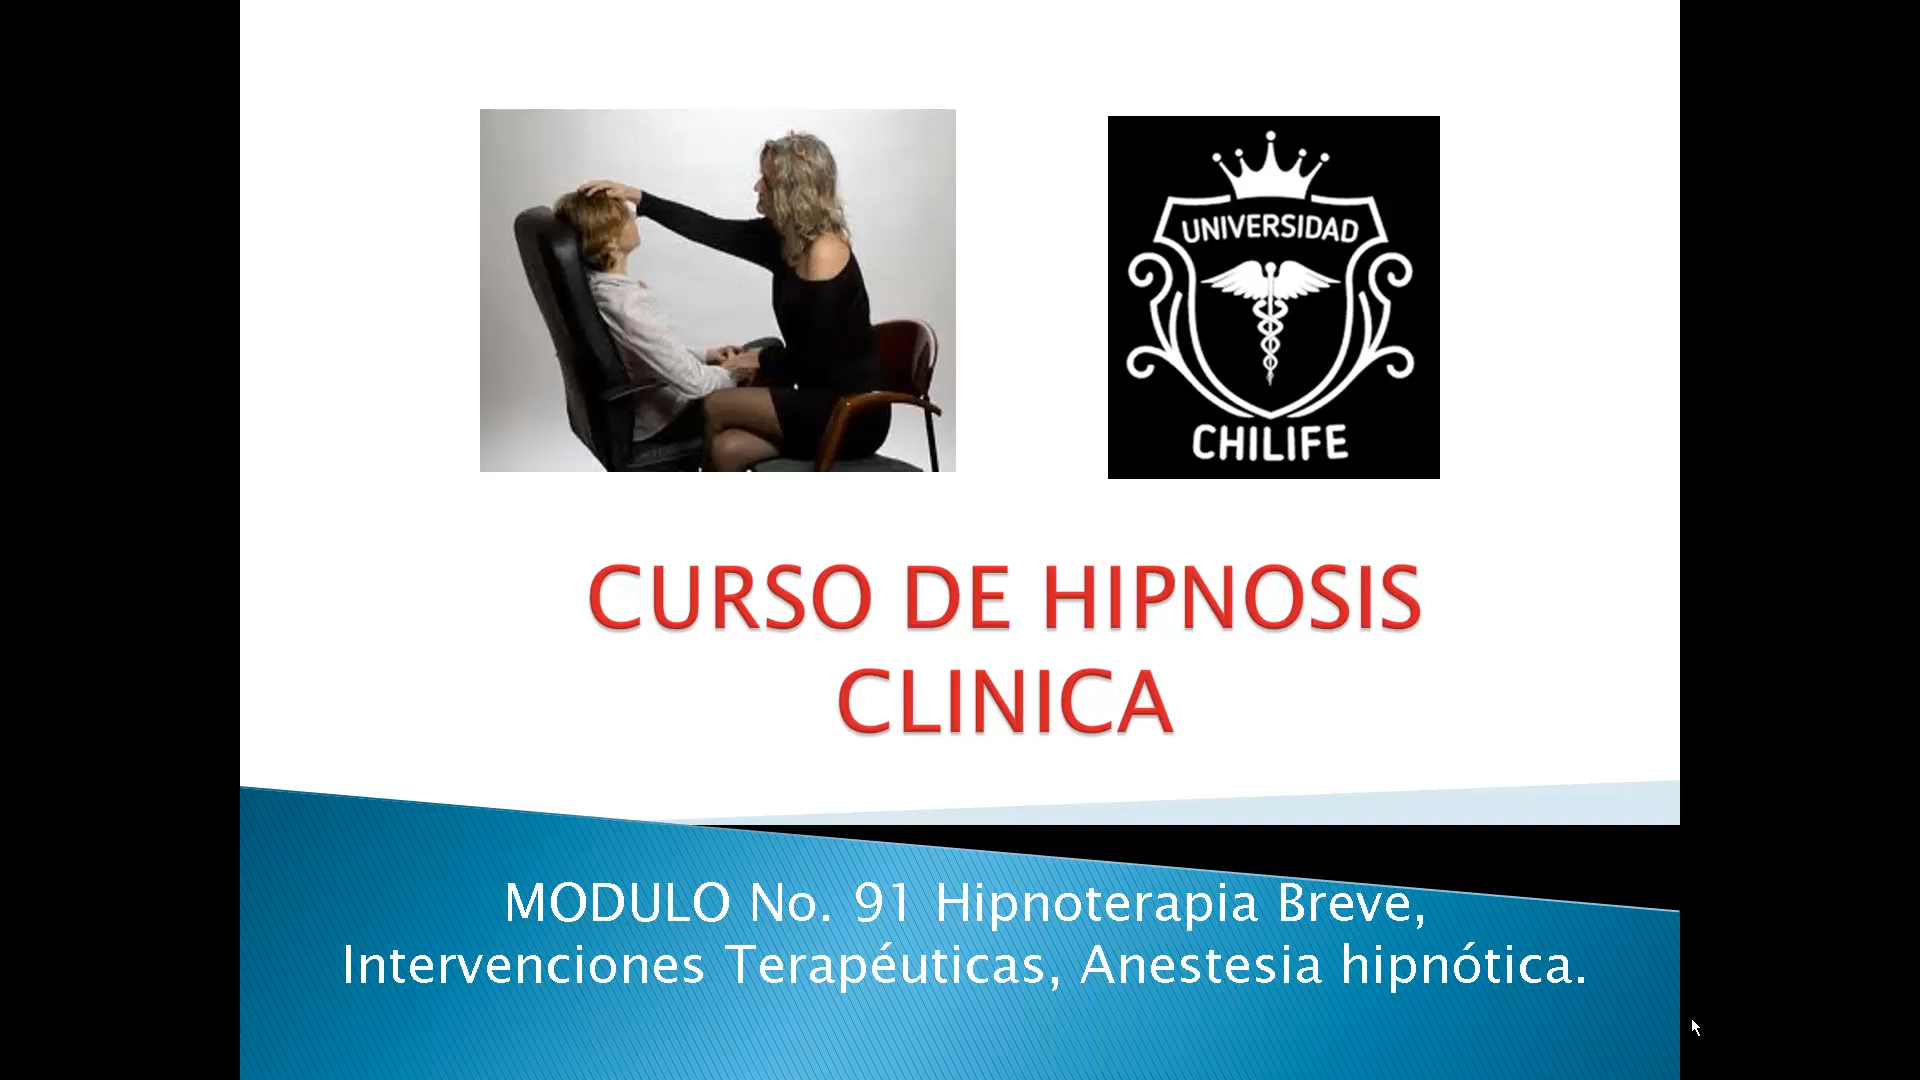 UNIVERSIDAD
CHILIFE
CURSO DE HIPNOSIS
CLINICA
MODULO No. 91 Hipnoterapia Breve,
Intervenciones Terapéuticas, Anestesia hipnótica.